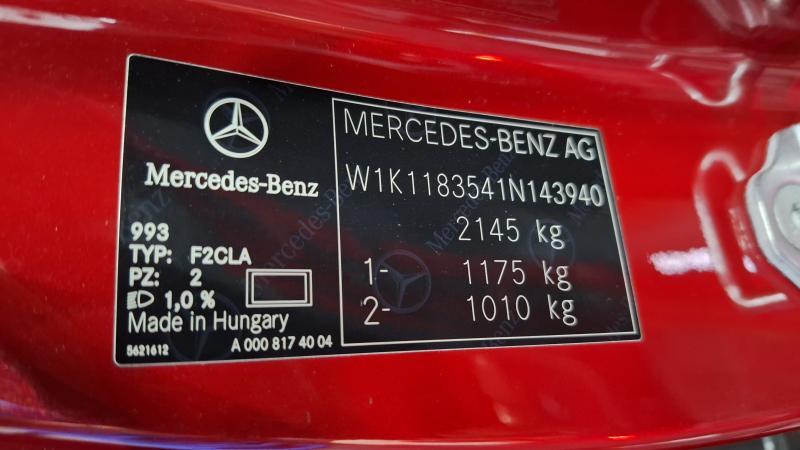 Mercedes-Benz
993
TYP: F2CLA
PZ: 2
1,0 %
Made in Hungary
5621612
A 000 817 40 04
MERCEDES-BENZ AG
W1K1183541N143940
2145 kg
1- 1175 kg
2- 1010 kg